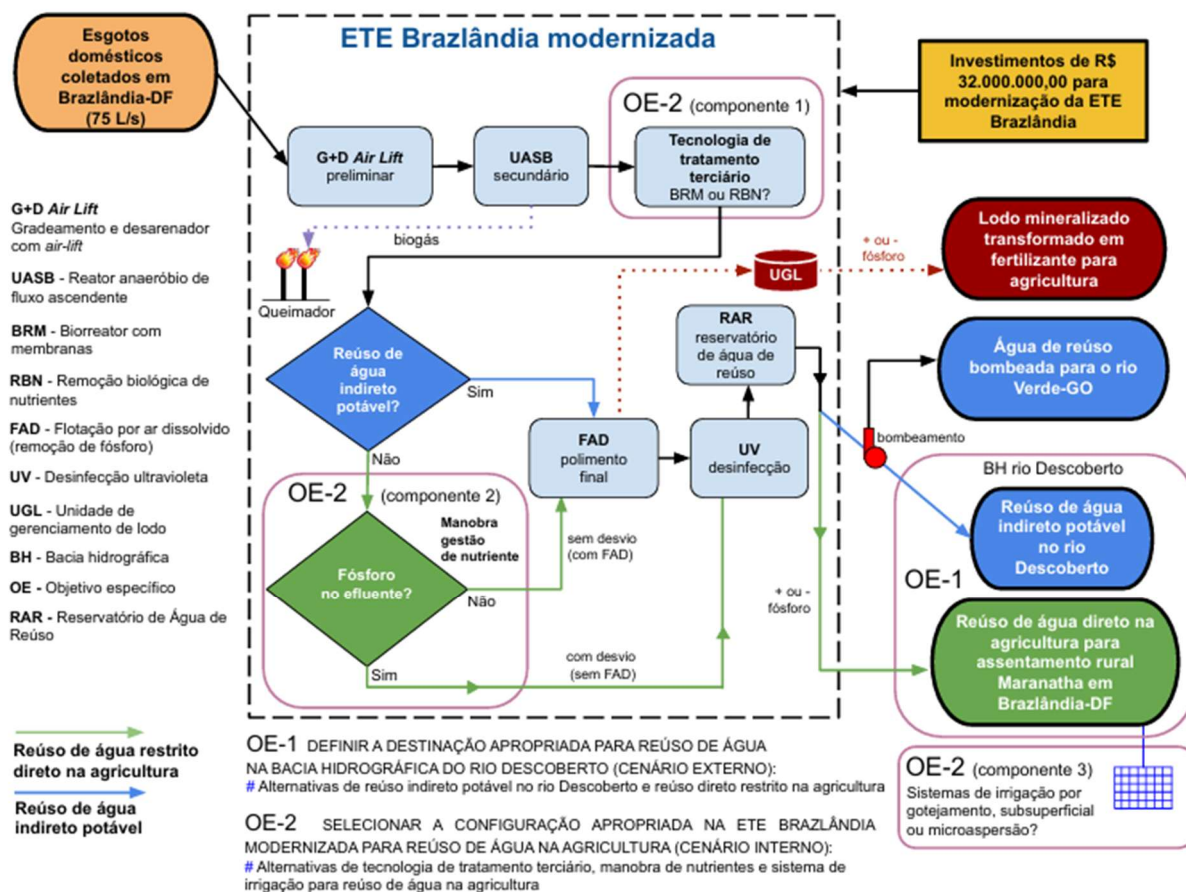 Esgotos
domésticos
coletados em
Brazlândia-DF
(75 L/s)
ETE Brazlândia modernizada
Investimentos de R$
32.000.000,00 para
modernização da ETE
Brazlândia
OE-2 (componente 1)
G+D Air Lift
preliminar
UASB
secundário
Tecnologia de
tratamento
terciário
BRM ou RBN?
biogás
Queimador
G+D Air Lift
Gradeamento e desarenador
com air-lift
UASB - Reator anaeróbio de
fluxo ascendente
BRM - Biorreator com
membranas
RBN - Remoção biológica de
nutrientes
FAD - Flotação por ar dissolvido
(remoção de fósforo)
UV - Desinfecção ultravioleta
UGL - Unidade de
gerenciamento de lodo
BH - Bacia hidrográfica
OE - Objetivo específico
RAR - Reservatório de Água de
Reúso
UGL
+ ou -
fósforo
Lodo mineralizado
transformado em
fertilizante para
agricultura
Reúso de
água
indireto
potável?
Sim
Não
RAR
reservatório
de água de
reúso
Água de reúso
bombeada para o rio
Verde-GO
FAD
polimento
final
UV
desinfecção
bombeamento
BH rio Descoberto
OE-2 (componente 2)
Manobra
gestão
de nutriente
Fósforo
no efluente?
Não
Sim
sem desvio
(com FAD)
com desvio
(sem FAD)
+ ou -
fósforo
Reúso de água
indireto potável
no rio
Descoberto
OE-1
Reúso de água direto na
agricultura para
assentamento rural
Maranatha em
Brazlândia-DF
Reúso de água restrito
direto na agricultura
Reúso de água
indireto potável
OE-1 DEFINIR A DESTINAÇÃO APROPRIADA PARA REÚSO DE ÁGUA
NA BACIA HIDROGRÁFICA DO RIO DESCOBERTO (CENÁRIO EXTERNO):
# Alternativas de reúso indireto potável no rio Descoberto e reúso direto restrito na agricultura
OE-2 SELECIONAR A CONFIGURAÇÃO APROPRIADA NA ETE BRAZLÂNDIA
MODERNIZADA PARA REÚSO DE ÁGUA NA AGRICULTURA (CENÁRIO INTERNO):
# Alternativas de tecnologia de tratamento terciário, manobra de nutrientes e sistema de
irrigação para reúso de água na agricultura
OE-2 (componente 3)
Sistemas de irrigação por
gotejamento, subsuperficial
ou microaspersão?